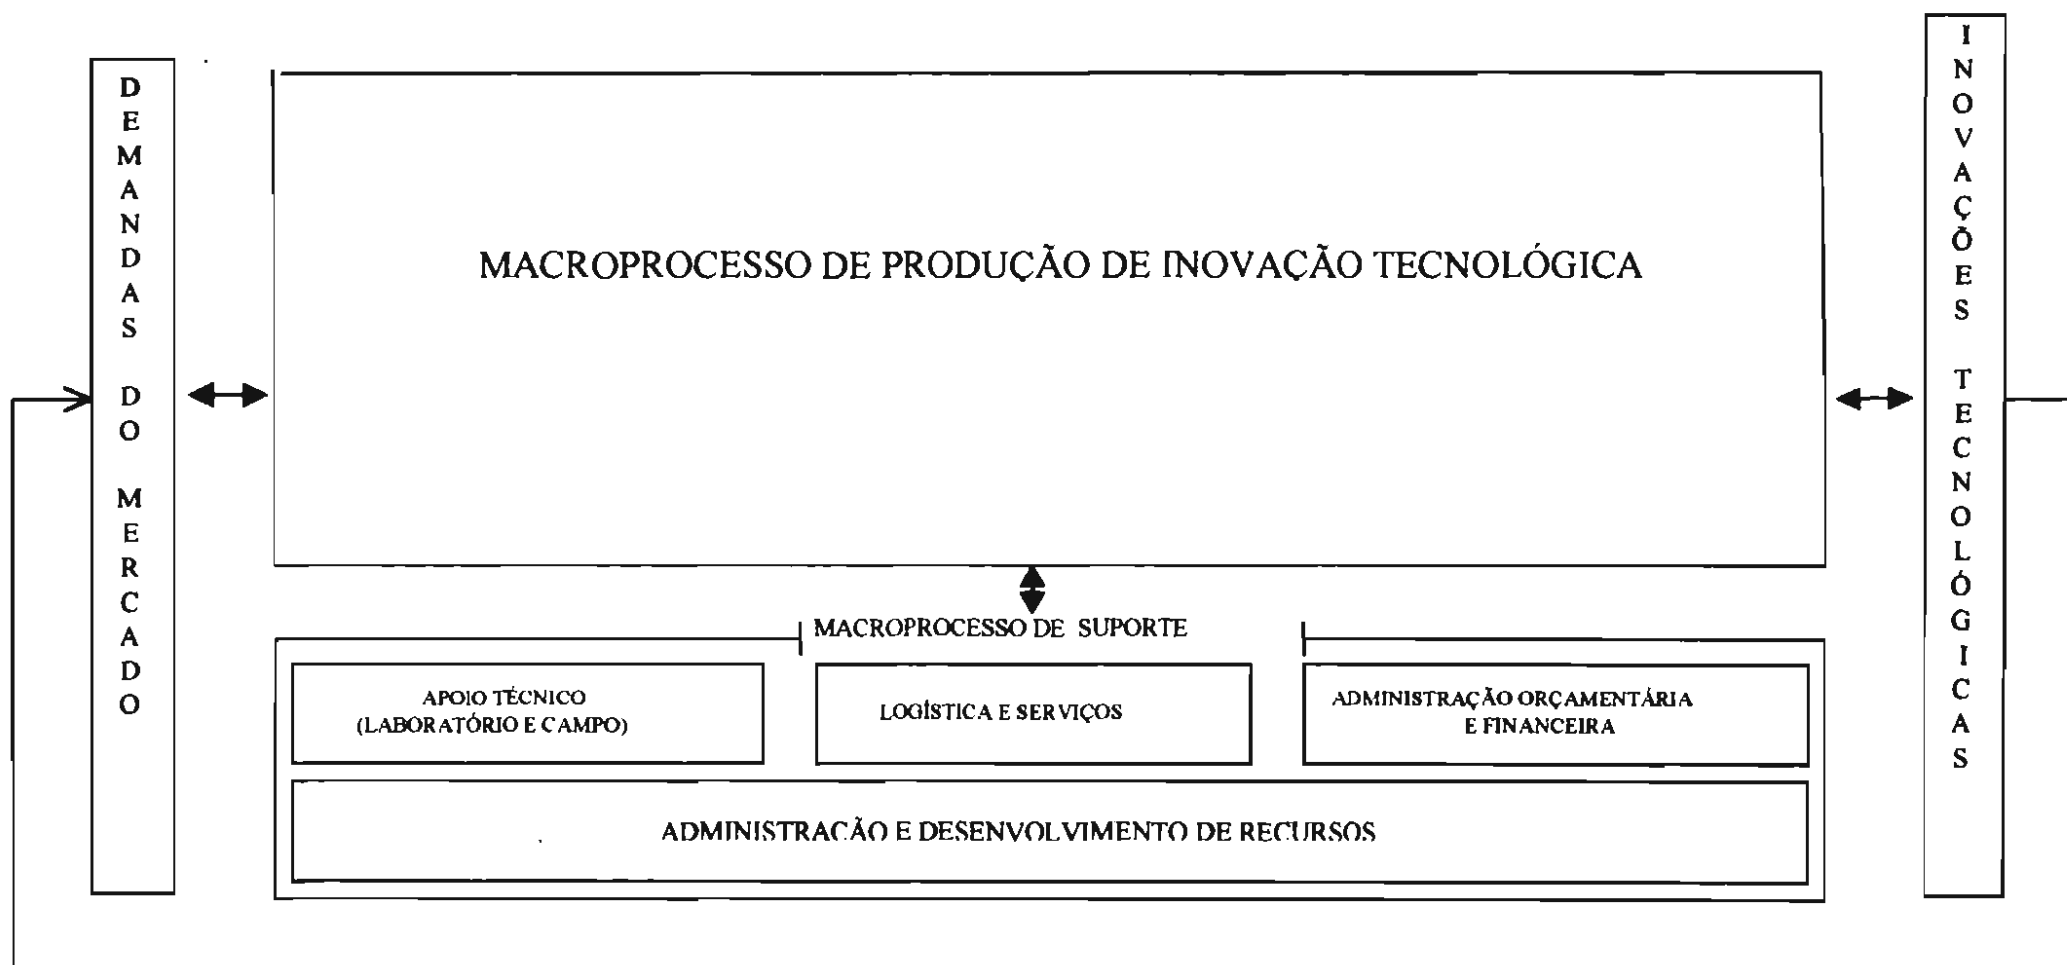 DEMANDAS DO MERCADO
MACROPROCESSO DE PRODUÇÃO DE INOVAÇÃO TECNOLÓGICA
INOVAÇÕES TECNOLÓGICAS
MACROPROCESSO DE SUPORTE
APOIO TÉCNICO
(LABORATÓRIO E CAMPO)
LOGÍSTICA E SERVIÇOS
ADMINISTRAÇÃO ORÇAMENTÁRIA
E FINANCEIRA
ADMINISTRAÇÃO E DESENVOLVIMENTO DE RECURSOS